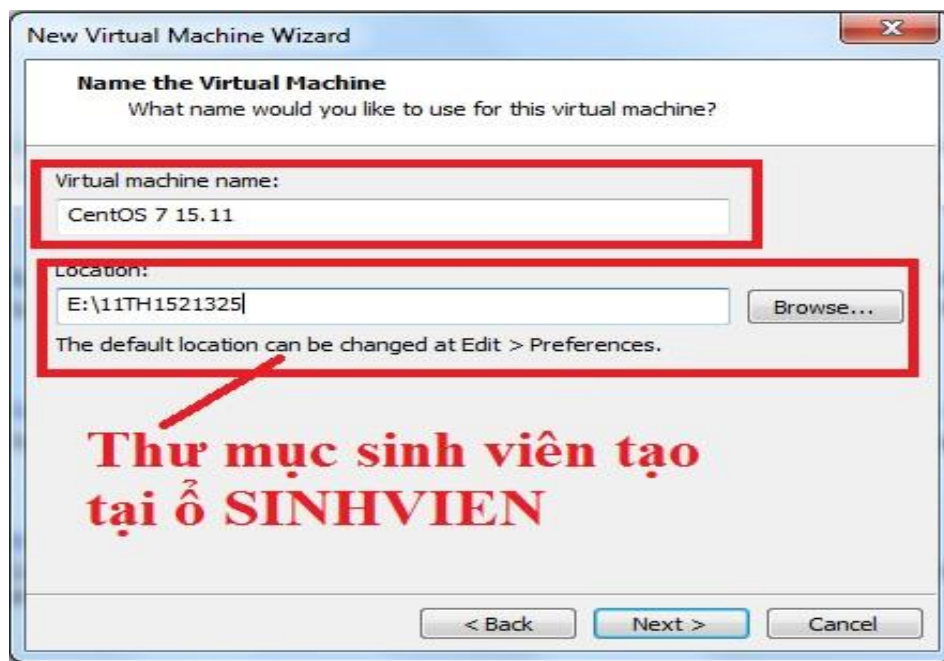 New Virtual Machine Wizard
Name the Virtual Machine
What name would you like to use for this virtual machine?
Virtual machine name:
CentOS 7 15.11
Location:
E:\11TH1521325
Browse...
The default location can be changed at Edit > Preferences.
Thư mục sinh viên tạo
tại ổ SINHVIEN
< Back Next > Cancel